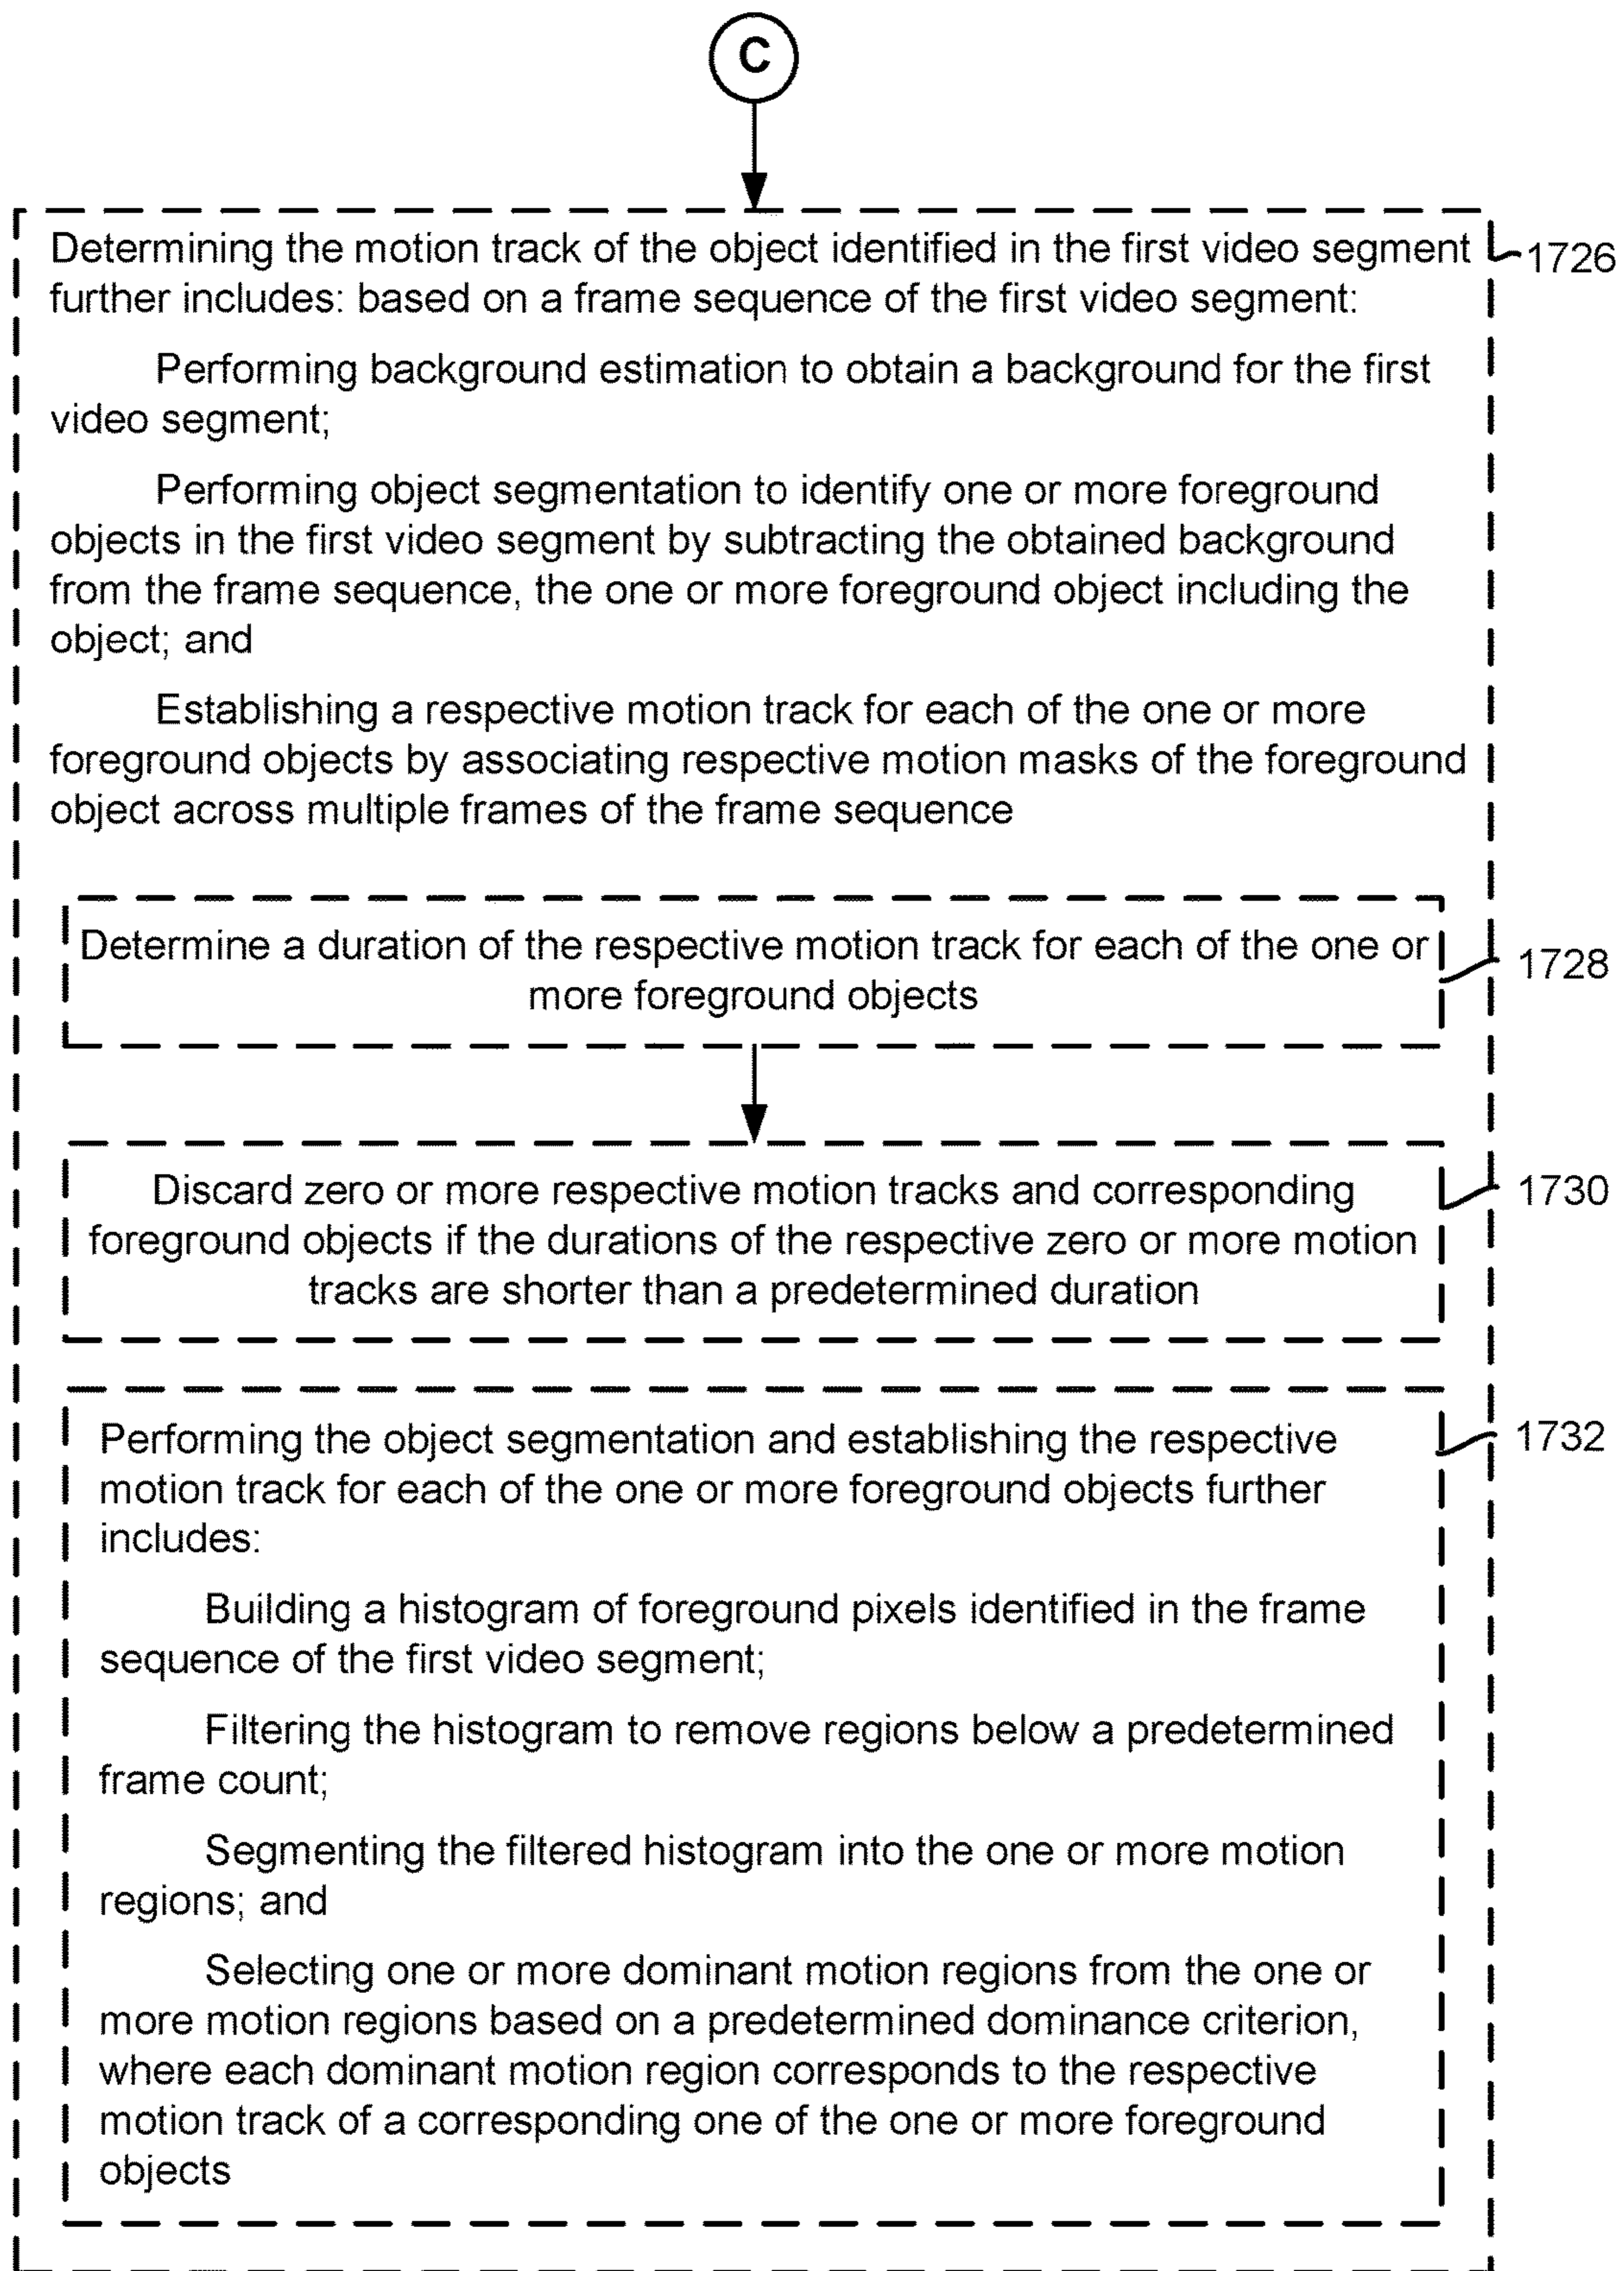 C
Determining the motion track of the object identified in the first video segment
1726
further includes: based on a frame sequence of the first video segment:
Performing background estimation to obtain a background for the first
video segment;
Performing object segmentation to identify one or more foreground
objects in the first video segment by subtracting the obtained background
from the frame sequence, the one or more foreground object including the
object; and
Establishing a respective motion track for each of the one or more
foreground objects by associating respective motion masks of the foreground
object across multiple frames of the frame sequence
Determine a duration of the respective motion track for each of the one or
1728
more foreground objects
Discard zero or more respective motion tracks and corresponding
1730
foreground objects if the durations of the respective zero or more motion
tracks are shorter than a predetermined duration
Performing the object segmentation and establishing the respective
1732
motion track for each of the one or more foreground objects further
includes:
Building a histogram of foreground pixels identified in the frame
sequence of the first video segment;
Filtering the histogram to remove regions below a predetermined
frame count;
Segmenting the filtered histogram into the one or more motion
regions; and
Selecting one or more dominant motion regions from the one or
more motion regions based on a predetermined dominance criterion,
where each dominant motion region corresponds to the respective
motion track of a corresponding one of the one or more foreground
objects